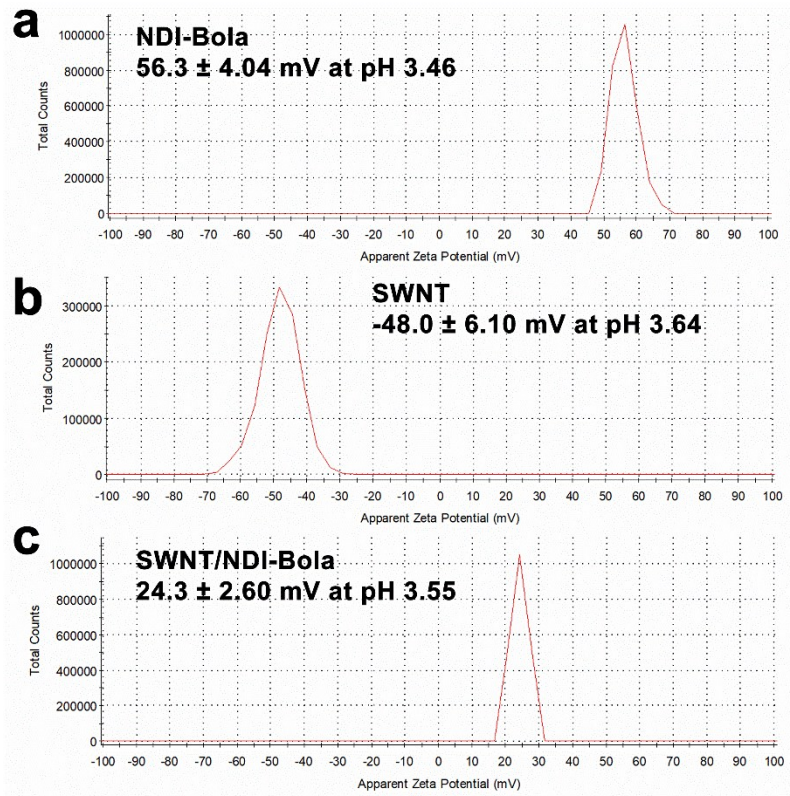 a
NDI-Bola
56.3 ± 4.04 mV at pH 3.46
Total Counts
1000000
800000
600000
400000
200000
0
-100 -90 -80 -70 -60 -50 -40 -30 -20 -10 0 10 20 30 40 50 60 70 80 90 100
Apparent Zeta Potential (mV)
b
SWNT
-48.0 ± 6.10 mV at pH 3.64
Total Counts
300000
200000
100000
0
-100 -90 -80 -70 -60 -50 -40 -30 -20 -10 0 10 20 30 40 50 60 70 80 90 100
Apparent Zeta Potential (mV)
c
SWNT/NDI-Bola
24.3 ± 2.60 mV at pH 3.55
Total Counts
1000000
800000
600000
400000
200000
0
-100 -90 -80 -70 -60 -50 -40 -30 -20 -10 0 10 20 30 40 50 60 70 80 90 100
Apparent Zeta Potential (mV)